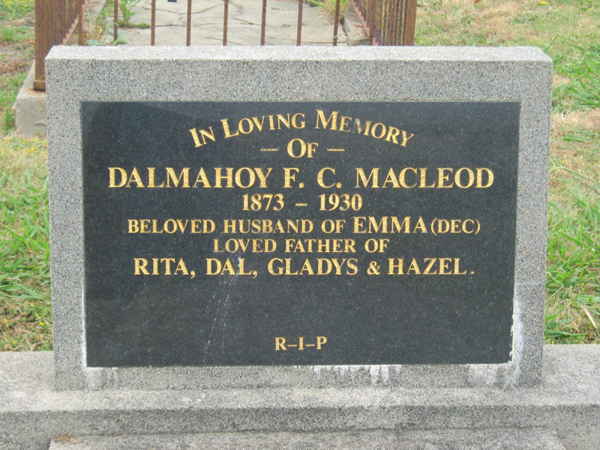 IN LOVING MEMORY
– OF –
DALMAHOY F. C. MACLEOD
1873 – 1930
BELOVED HUSBAND OF EMMA (DEC)
LOVED FATHER OF
RITA, DAL, GLADYS & HAZEL.
R–I–P